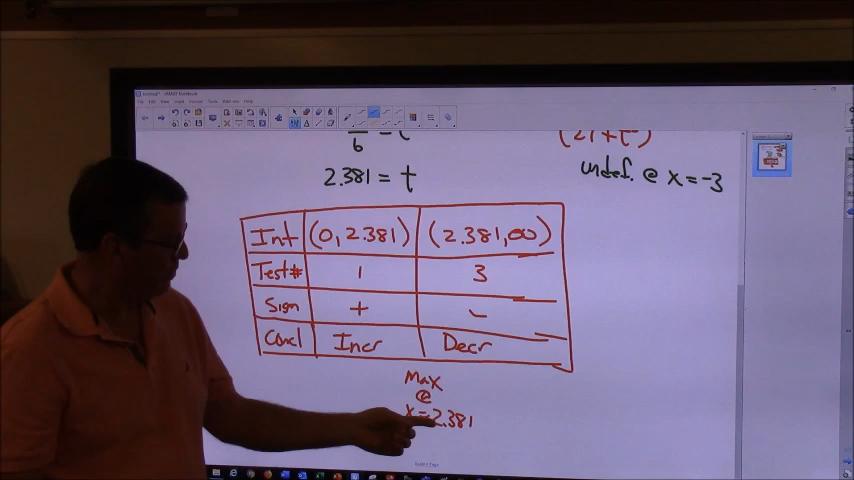 6
2.381 = t
undef. @ x = -3
Int (0, 2.381) (2.381, ∞)
Test# 1 3
Sign + -
Concl Incr Decr
Max
@
x = 2.381